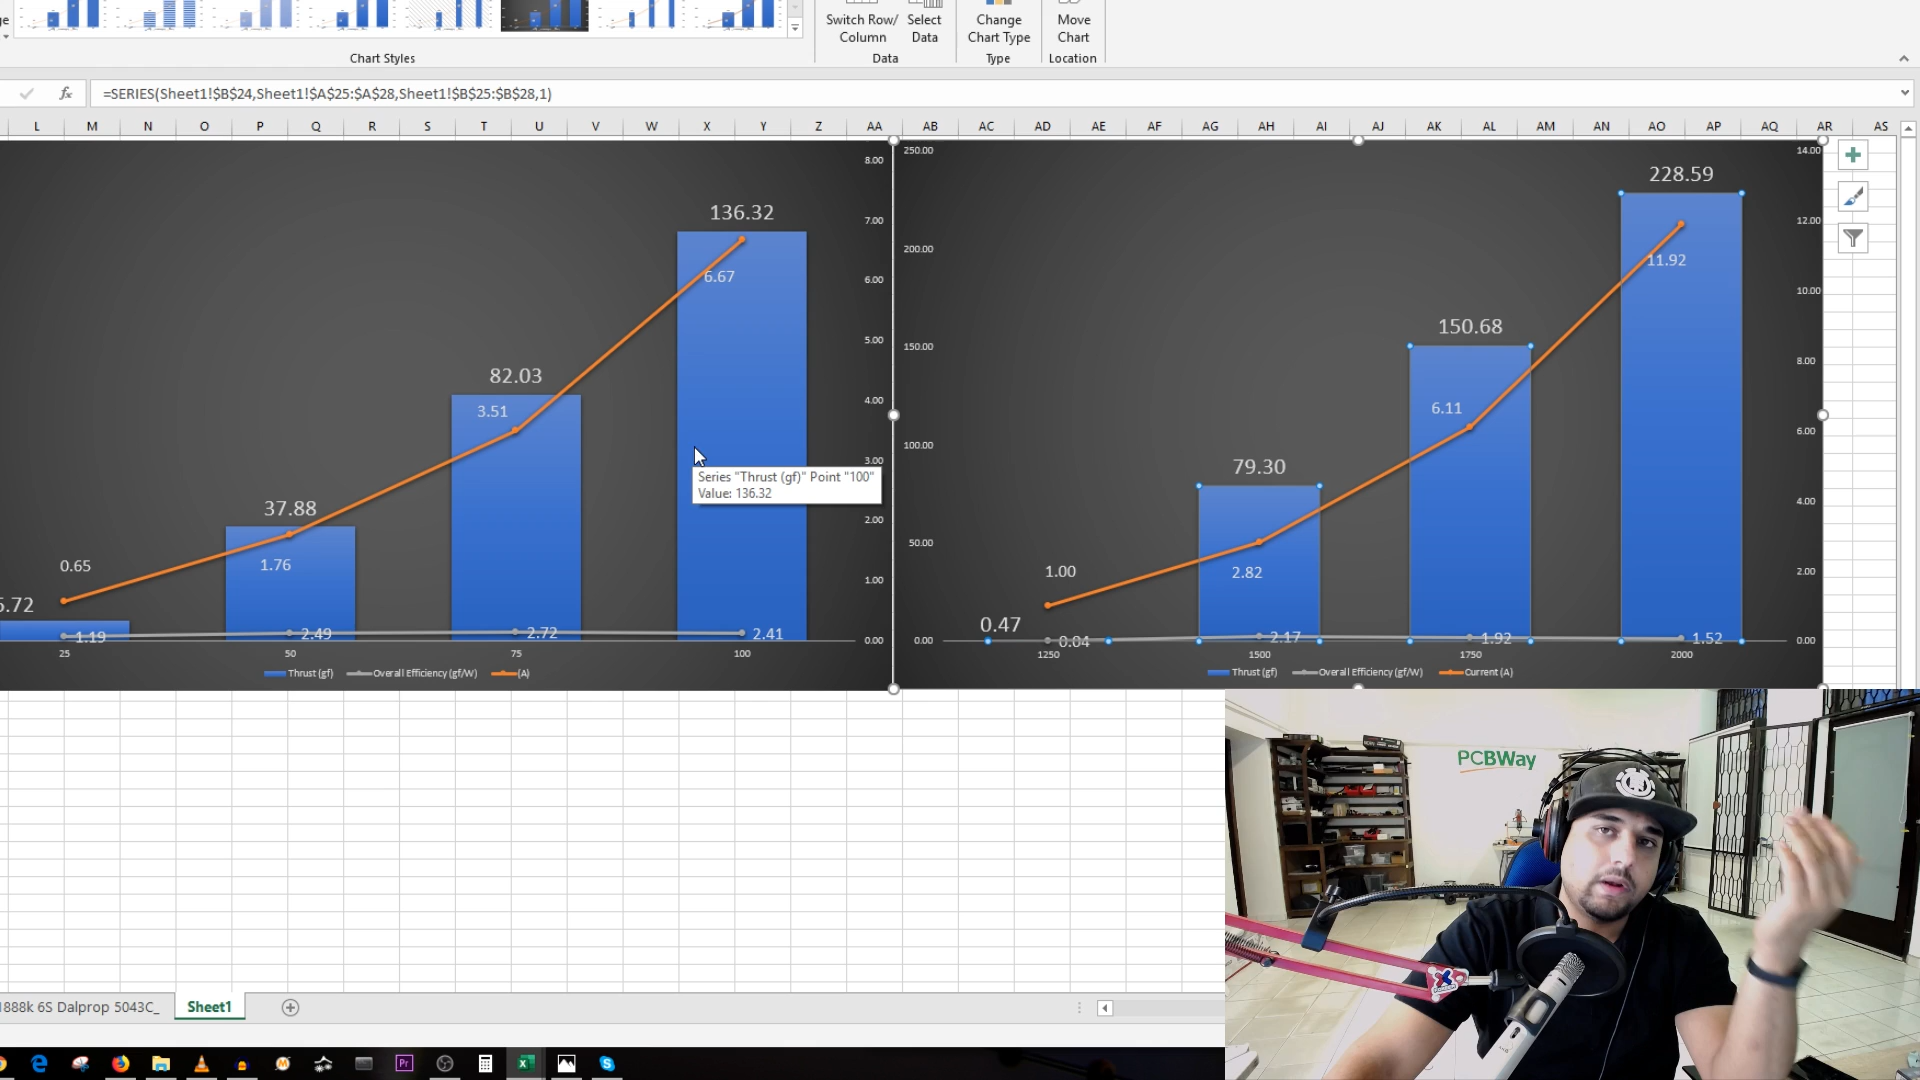 Switch Row/
Column
Select
Data
Change
Chart Type
Move
Chart
Chart Styles
Data
Type
Location
fx
=SERIES(Sheet1!$B$24,Sheet1!$A$25:$A$28,Sheet1!$B$25:$B$28,1)
L M N O P Q R S T U V W X Y Z AA AB AC AD AE AF AG AH AI AJ AK AL AM AN AO AP AQ AR AS
8.00
7.00
6.00
5.00
4.00
3.00
2.00
1.00
0.00
136.32
6.67
82.03
3.51
37.88
1.76
0.65
5.72
1.19
2.49
2.72
2.41
25 50 75 100
Thrust (gf) Overall Efficiency (gf/W) (A)
Series "Thrust (gf)" Point "100"
Value: 136.32
250.00
200.00
150.00
100.00
50.00
0.00
14.00
12.00
10.00
8.00
6.00
4.00
2.00
0.00
228.59
11.92
150.68
6.11
79.30
2.82
1.00
0.47
0.04
2.17
1.92
1.52
1250 1500 1750 2000
Thrust (gf) Overall Efficiency (gf/W) Current (A)
PCBWay
1888k 6S Dalprop 5043C_
Sheet1
Pr